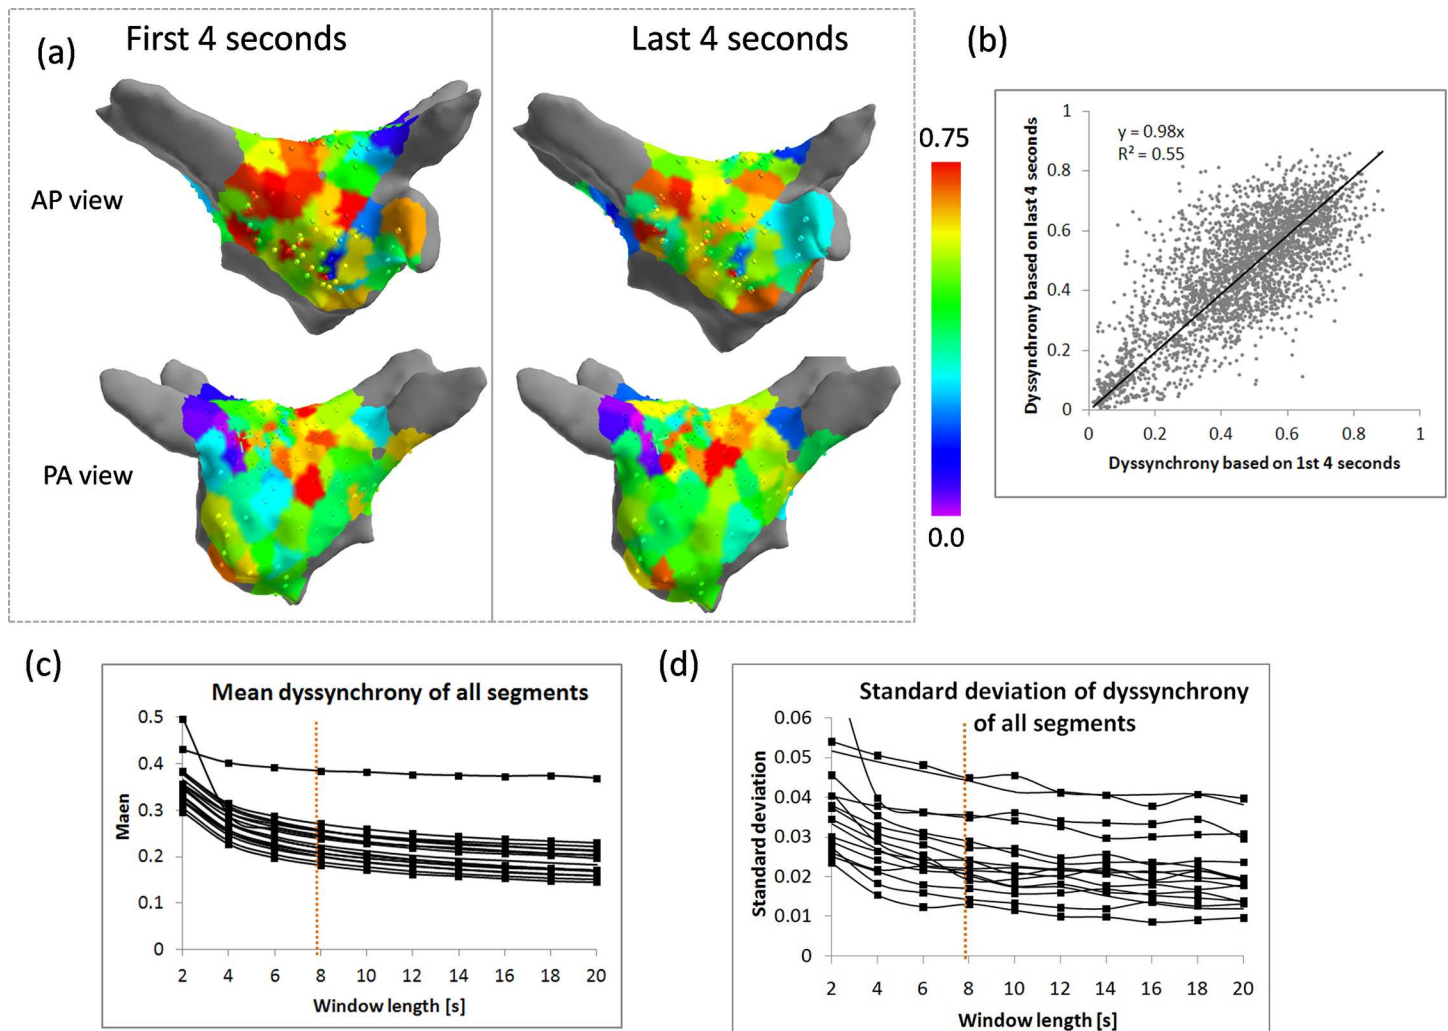 (a)
First 4 seconds
Last 4 seconds
AP view
PA view
0.75
0.0
(b)
y = 0.98x
R² = 0.55
Dyssynchrony based on last 4 seconds
1
0.8
0.6
0.4
0.2
0
0 0.2 0.4 0.6 0.8 1
Dyssynchrony based on 1st 4 seconds
(c)
Mean dyssynchrony of all segments
Maen
0.5
0.4
0.3
0.2
0.1
0
2 4 6 8 10 12 14 16 18 20
Window length [s]
(d)
Standard deviation of dyssynchrony
of all segments
Standard deviation
0.06
0.05
0.04
0.03
0.02
0.01
0
2 4 6 8 10 12 14 16 18 20
Window length [s]